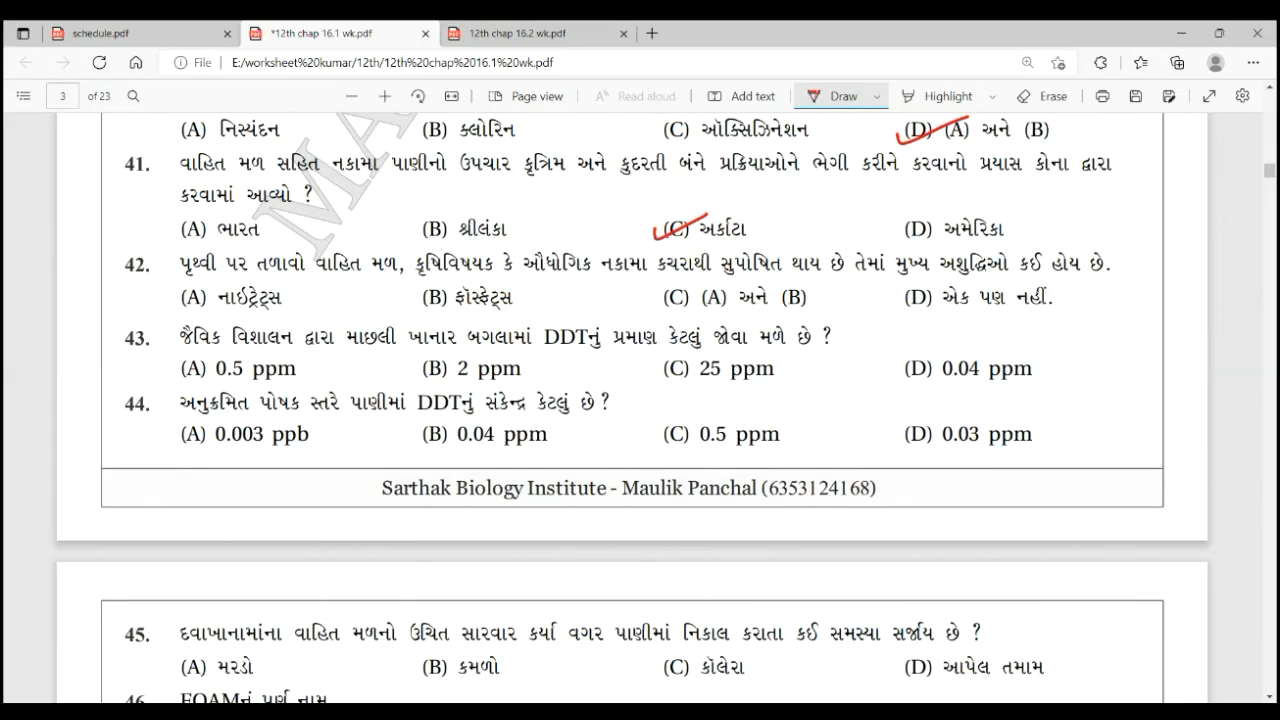 schedule.pdf
*12th chap 16.1 wk.pdf
12th chap 16.2 wk.pdf
File E:/worksheet%20kumar/12th/12th%20chap%2016.1%20wk.pdf
3 of 23 Page view Read aloud Add text Draw Highlight Erase
(A) નિસ્યંદન (B) ક્લોરિન (C) ઑક્સિઝિનેશન (D) (A) અને (B)
41. વાહિત મળ સહિત નકામા પાણીનો ઉપચાર કૃત્રિમ અને કુદરતી બંને પ્રક્રિયાઓને ભેગી કરીને કરવાનો પ્રયાસ કોના દ્વારા
કરવામાં આવ્યો ?
(A) ભારત (B) શ્રીલંકા (C) અર્કાટા (D) અમેરિકા
42. પૃથ્વી પર તળાવો વાહિત મળ, કૃષિવિષયક કે ઔધોગિક નકામા કચરાથી સુપોષિત થાય છે તેમાં મુખ્ય અશુદ્ધિઓ કઈ હોય છે.
(A) નાઇટ્રેટ્સ (B) ફૉસ્ફેટ્સ (C) (A) અને (B) (D) એક પણ નહીં.
43. જૈવિક વિશાલન દ્વારા માછલી ખાનાર બગલામાં DDTનું પ્રમાણ કેટલું જોવા મળે છે ?
(A) 0.5 ppm (B) 2 ppm (C) 25 ppm (D) 0.04 ppm
44. અનુક્રમિત પોષક સ્તરે પાણીમાં DDTનું સંકેન્દ્ર કેટલું છે ?
(A) 0.003 ppb (B) 0.04 ppm (C) 0.5 ppm (D) 0.03 ppm
Sarthak Biology Institute - Maulik Panchal (6353124168)
45. દવાખાનામાંના વાહિત મળનો ઉચિત સારવાર કર્યા વગર પાણીમાં નિકાલ કરાતા કઈ સમસ્યા સર્જાય છે ?
(A) મરડો (B) કમળો (C) કૉલેરા (D) આપેલ તમામ